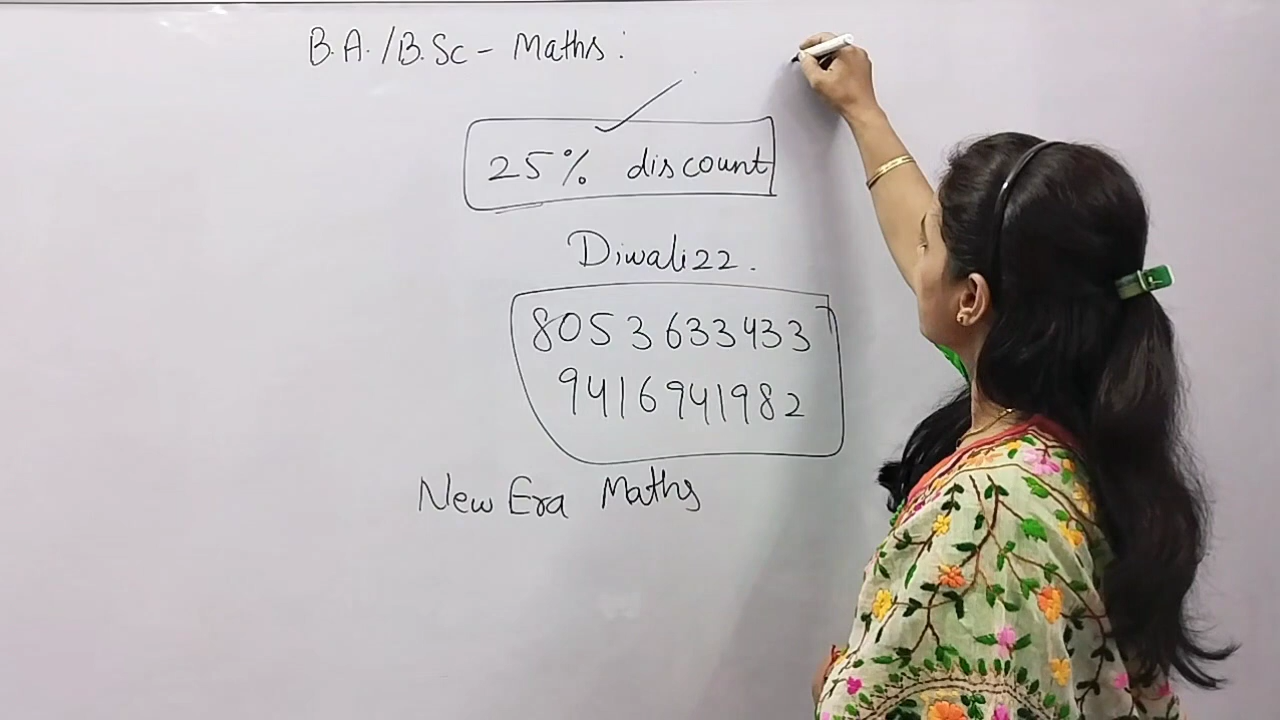 B.A./B.Sc - Maths:
25% discount
Diwali22.
8053633433
9416941982
New Era Maths